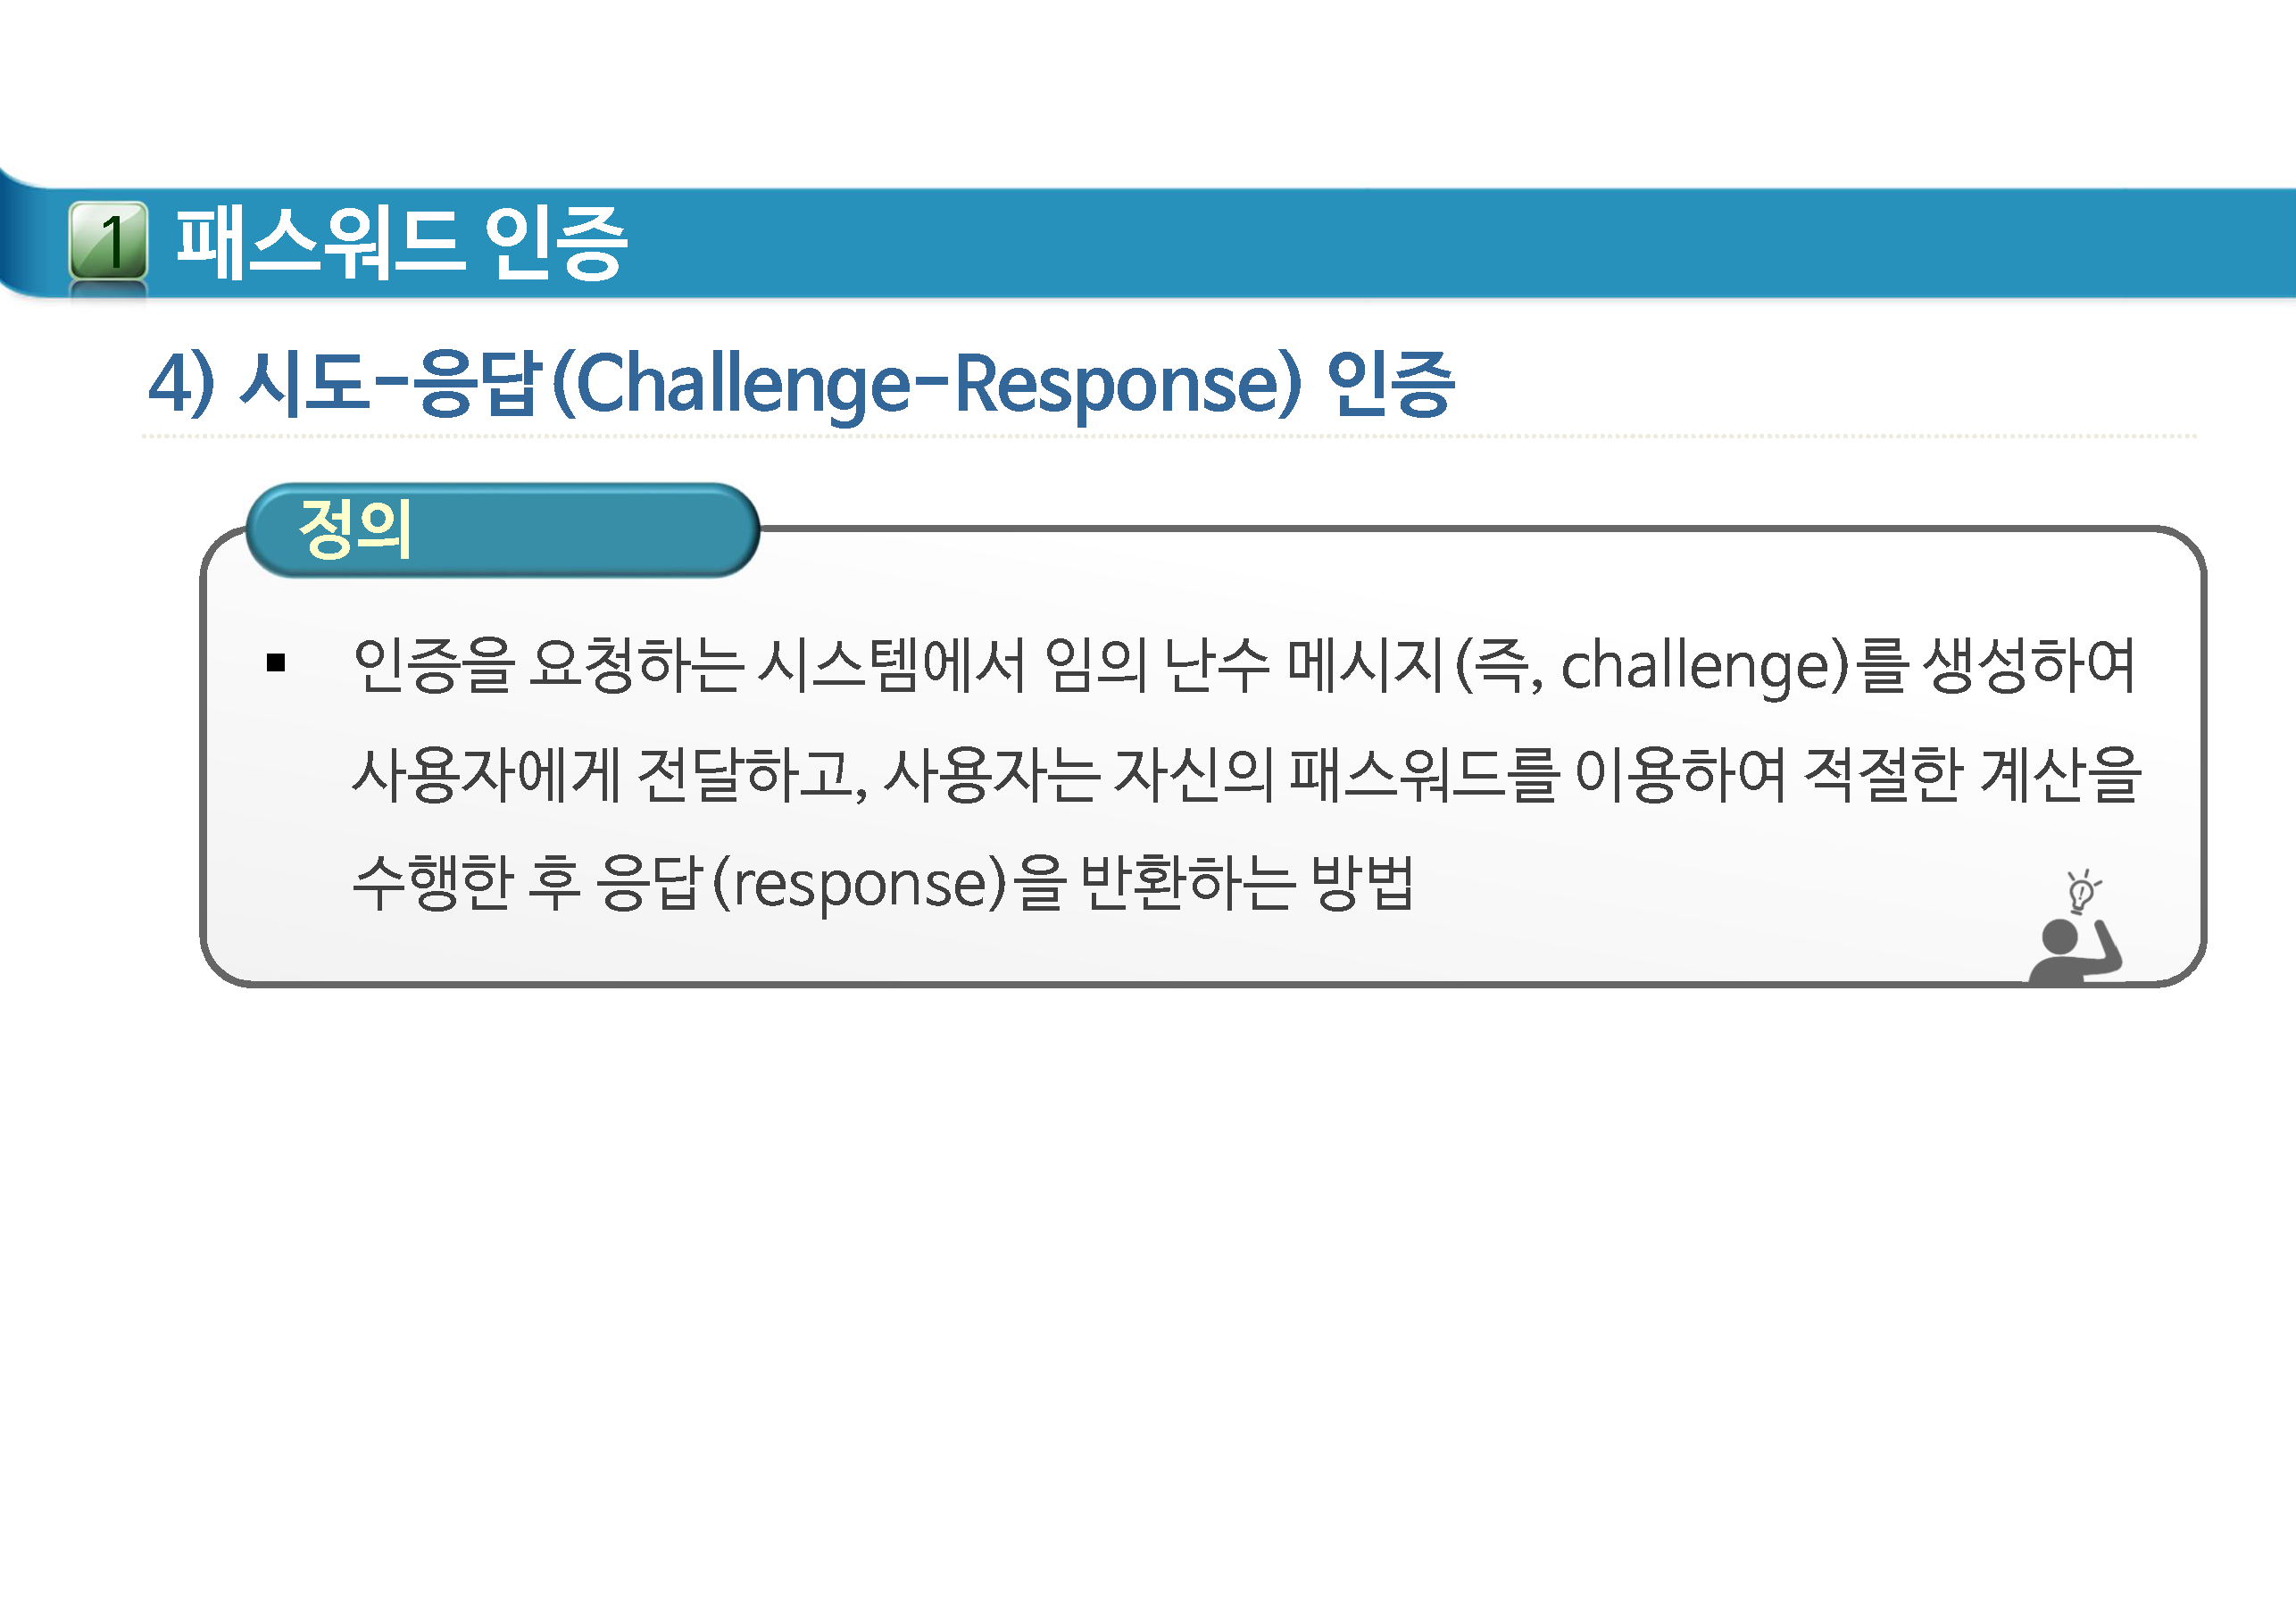 1 패스워드 인증
4) 시도-응답(Challenge-Response) 인증
정의
▪ 인증을 요청하는 시스템에서 임의 난수 메시지(즉, challenge)를 생성하여
사용자에게 전달하고, 사용자는 자신의 패스워드를 이용하여 적절한 계산을
수행한 후 응답(response)을 반환하는 방법